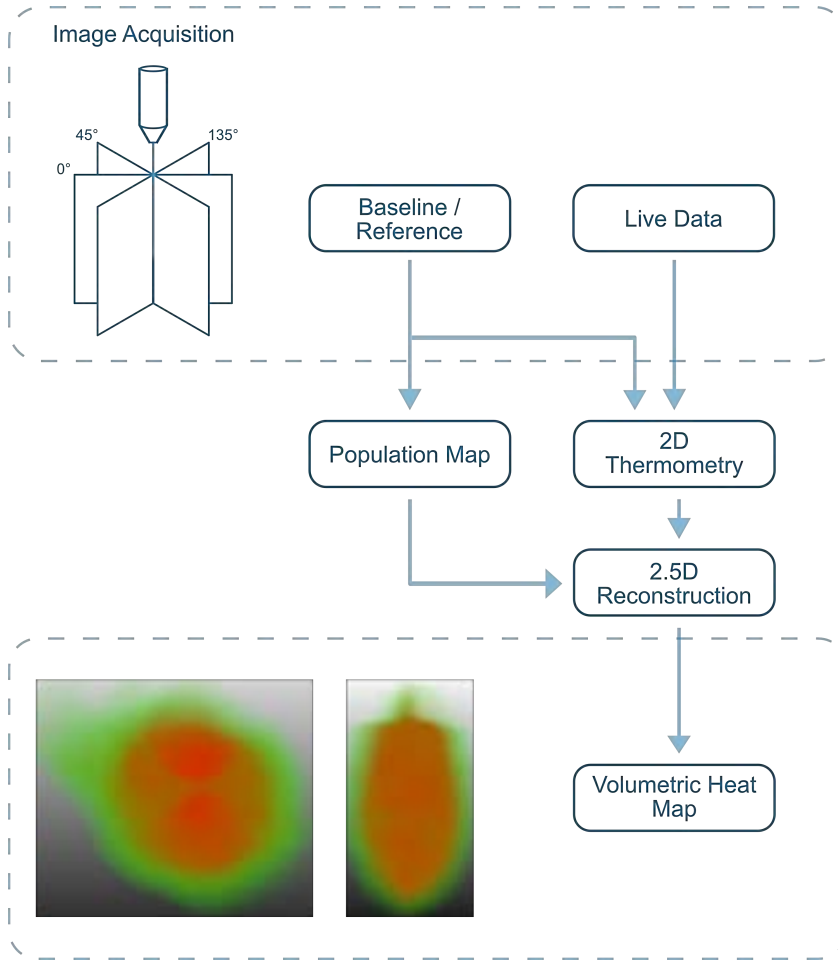 Image Acquisition
45°
135°
0°
Baseline /
Reference
Live Data
Population Map
2D
Thermometry
2.5D
Reconstruction
Volumetric Heat
Map